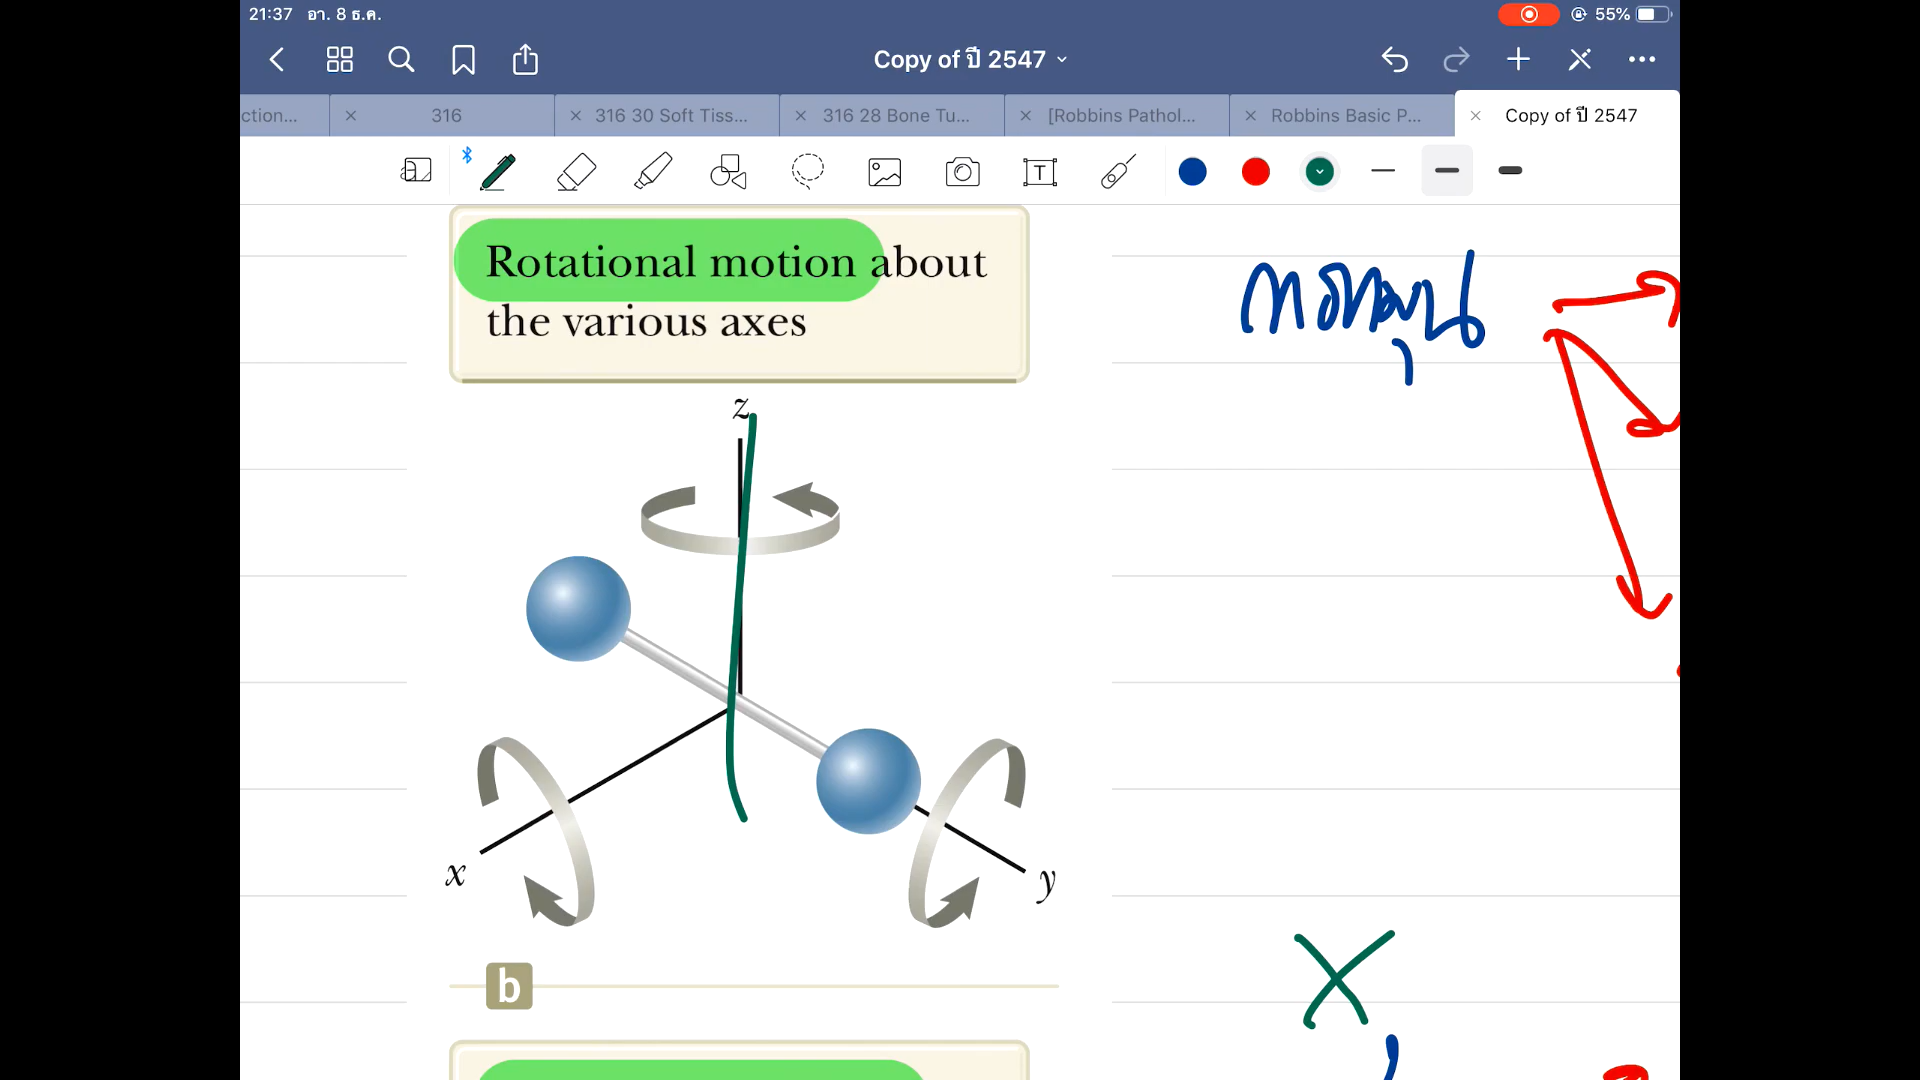 21:37 อา. 8 ธ.ค.
55%
Copy of ปี 2547
ction...
316
316 30 Soft Tiss...
316 28 Bone Tu...
[Robbins Pathol...
Robbins Basic P...
Copy of ปี 2547
Rotational motion about
the various axes
z
x
y
b